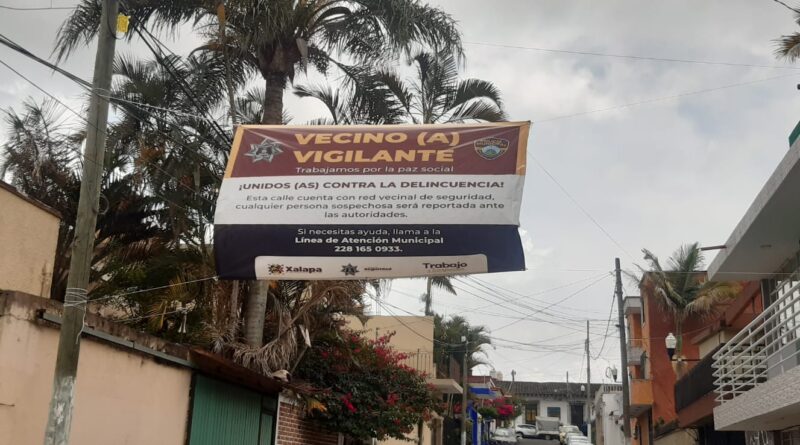 VECINO (A)
VIGILANTE
Trabajamos por la paz social
¡UNIDOS (AS) CONTRA LA DELINCUENCIA!
Esta calle cuenta con red vecinal de seguridad,
cualquier persona sospechosa será reportada ante
las autoridades.
Si necesitas ayuda, llama a la
Línea de Atención Municipal
228 165 0933.
Xalapa
Trabajo